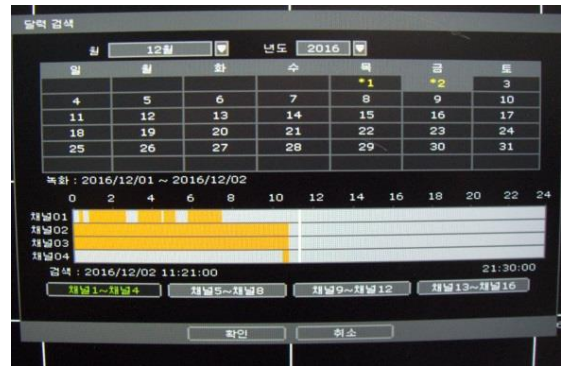 달력 검색
월 12월 년도 2016
일 월 화 수 목 금 토
*1 *2 3
4 5 6 7 8 9 10
11 12 13 14 15 16 17
18 19 20 21 22 23 24
25 26 27 28 29 30 31
녹화 : 2016/12/01 ~ 2016/12/02
0 2 4 6 8 10 12 14 16 18 20 22 24
채널01
채널02
채널03
채널04
검색 : 2016/12/02 11:21:00 21:30:00
채널1~채널4 채널5~채널8 채널9~채널12 채널13~채널16
확인 취소